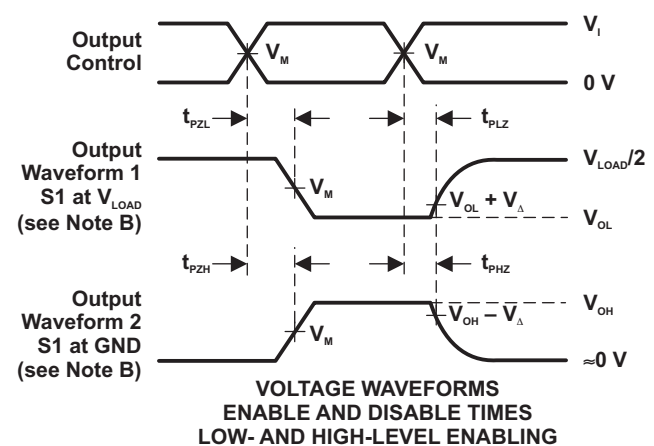 Output
Control
V_M
V_M
V_I
0 V
t_PZL
t_PLZ
Output
Waveform 1
S1 at V_LOAD
(see Note B)
V_M
V_OL + V_Δ
V_LOAD/2
V_OL
t_PZH
t_PHZ
Output
Waveform 2
S1 at GND
(see Note B)
V_M
V_OH – V_Δ
V_OH
≈0 V
VOLTAGE WAVEFORMS
ENABLE AND DISABLE TIMES
LOW- AND HIGH-LEVEL ENABLING